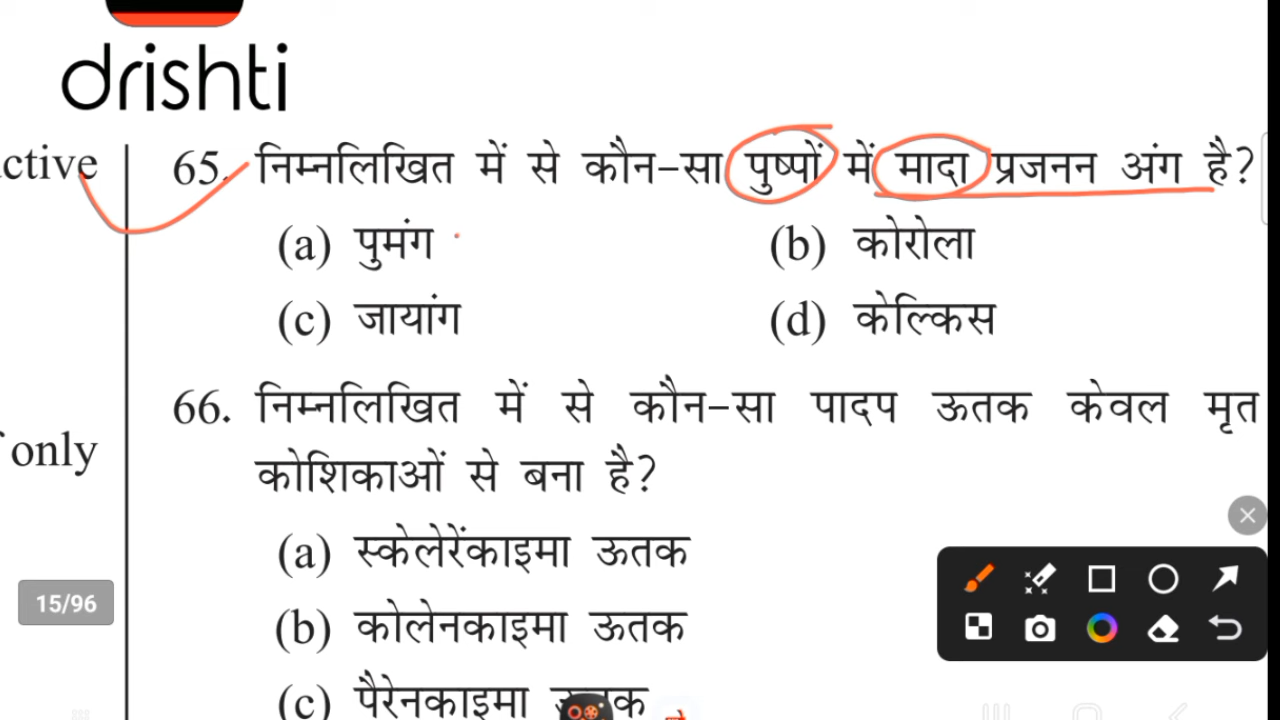 drishti
ctive
65. निम्नलिखित में से कौन-सा पुष्पों में मादा प्रजनन अंग है?
(a) पुमंग
(b) कोरोला
(c) जायांग
(d) केल्किस
66. निम्नलिखित में से कौन-सा पादप ऊतक केवल मृत
only
कोशिकाओं से बना है?
(a) स्केलेरेंकाइमा ऊतक
15/96
(b) कोलेनकाइमा ऊतक
(c) पैरेनकाइमा